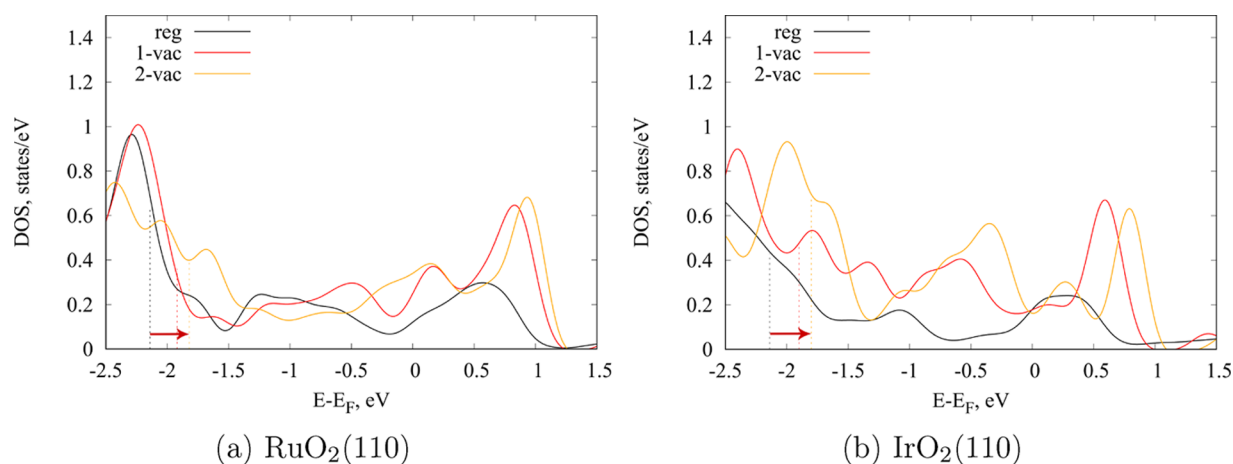 1.4
reg
1-vac
1.2
2-vac
1
0.8
0.6
0.4
0.2
0
DOS, states/eV
-2.5 -2 -1.5 -1 -0.5 0 0.5 1 1.5
E-E_F, eV
(a) RuO₂(110)
1.4
reg
1-vac
1.2
2-vac
1
0.8
0.6
0.4
0.2
0
DOS, states/eV
-2.5 -2 -1.5 -1 -0.5 0 0.5 1 1.5
E-E_F, eV
(b) IrO₂(110)